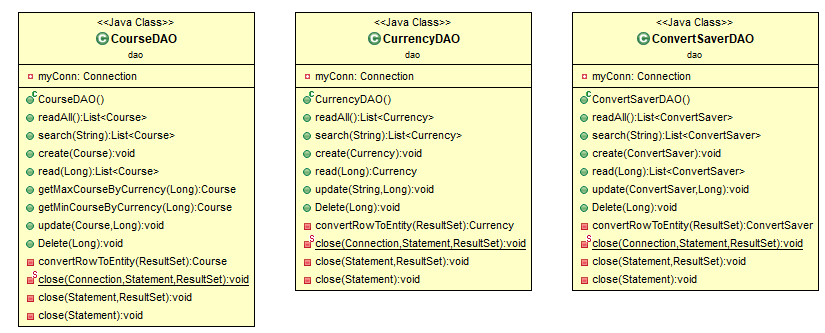 <<Java Class>>
CourseDAO
dao
myConn: Connection
CourseDAO()
readAll():List<Course>
search(String):List<Course>
create(Course):void
read(Long):List<Course>
getMaxCourseByCurrency(Long):Course
getMinCourseByCurrency(Long):Course
update(Course,Long):void
Delete(Long):void
convertRowToEntity(ResultSet):Course
close(Connection,Statement,ResultSet):void
close(Statement,ResultSet):void
close(Statement):void
<<Java Class>>
CurrencyDAO
dao
myConn: Connection
CurrencyDAO()
readAll():List<Currency>
search(String):List<Currency>
create(Currency):void
read(Long):Currency
update(String,Long):void
Delete(Long):void
convertRowToEntity(ResultSet):Currency
close(Connection,Statement,ResultSet):void
close(Statement,ResultSet):void
close(Statement):void
<<Java Class>>
ConvertSaverDAO
dao
myConn: Connection
ConvertSaverDAO()
readAll():List<ConvertSaver>
search(String):List<ConvertSaver>
create(ConvertSaver):void
read(Long):List<ConvertSaver>
update(ConvertSaver,Long):void
Delete(Long):void
convertRowToEntity(ResultSet):ConvertSaver
close(Connection,Statement,ResultSet):void
close(Statement,ResultSet):void
close(Statement):void